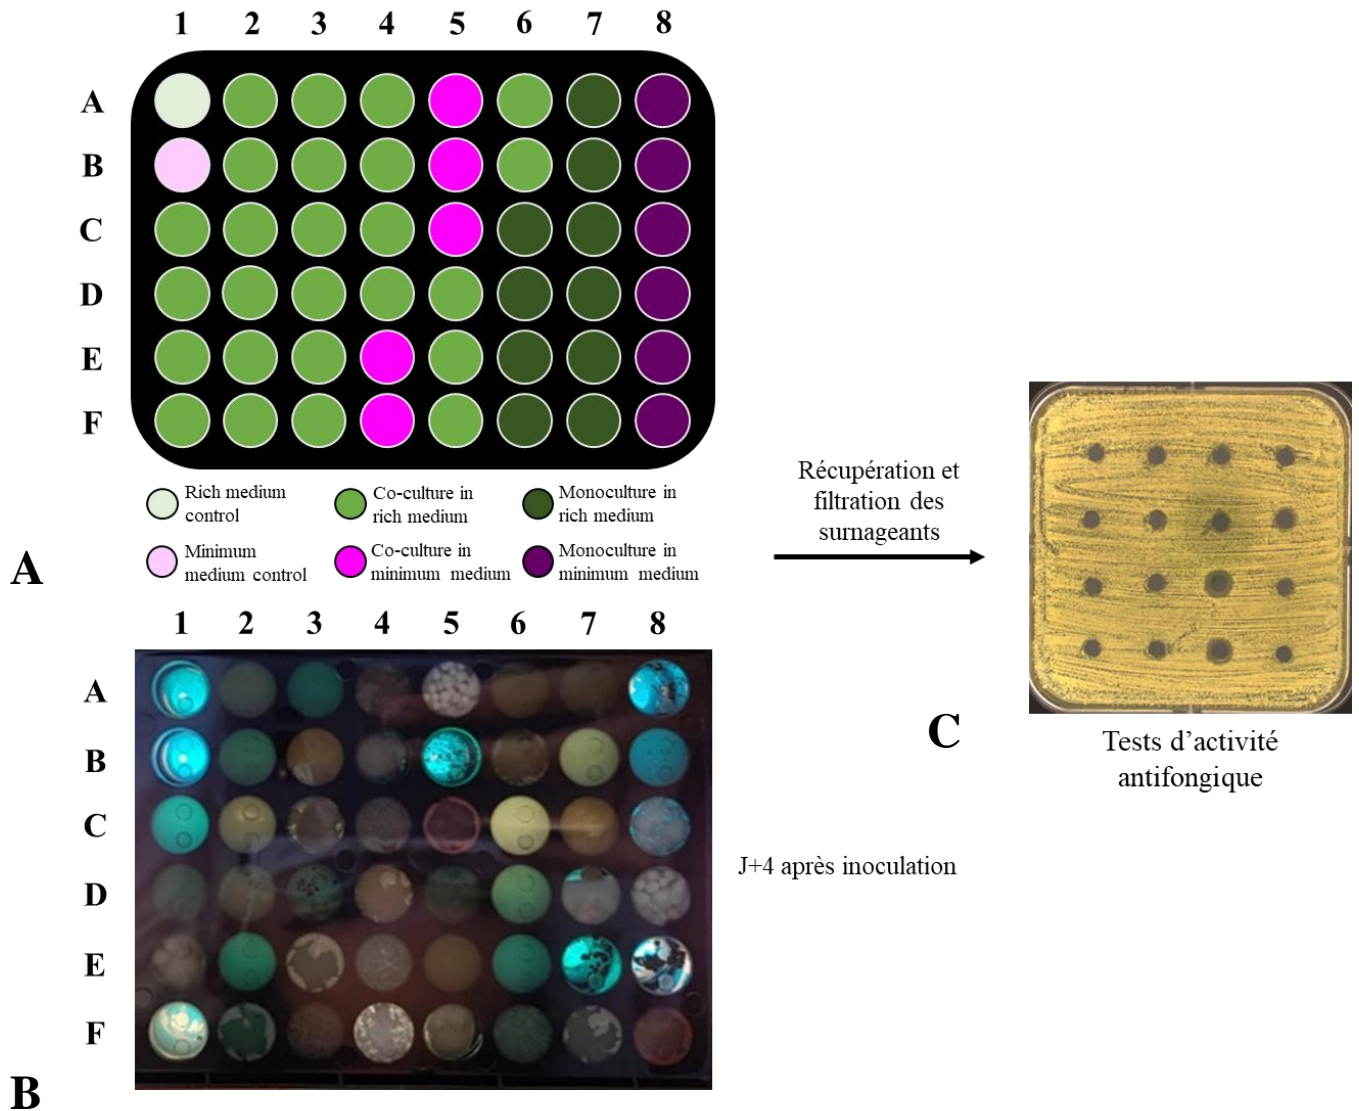 1 2 3 4 5 6 7 8
A
B
C
D
E
F
Rich medium
control
Co-culture in
rich medium
Monoculture in
rich medium
Minimum
medium control
Co-culture in
minimum medium
Monoculture in
minimum medium
A
Récupération et
filtration des
surnageants
1 2 3 4 5 6 7 8
A
B
C
D
E
F
B
C
Tests d’activité
antifongique
J+4 après inoculation